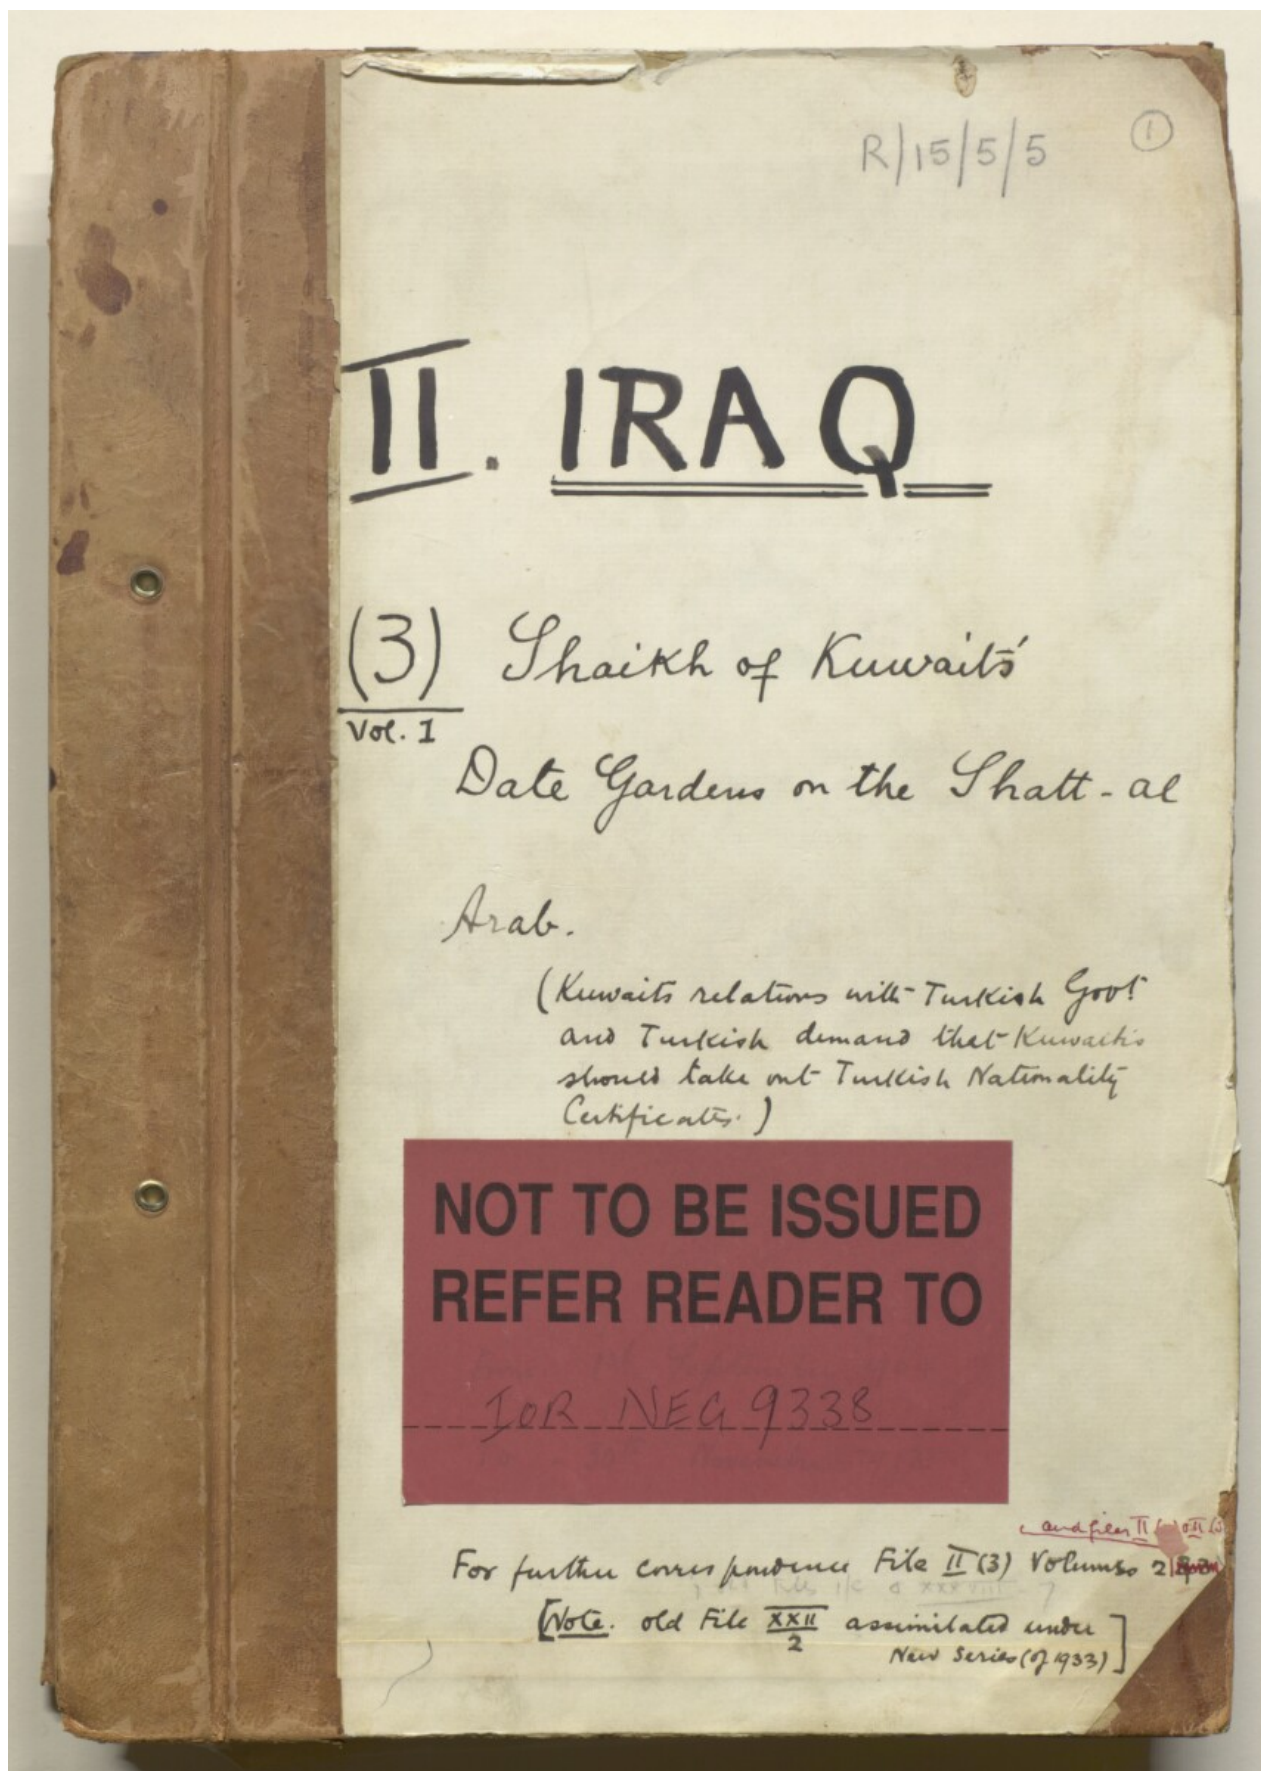 R/15/5/5
1
II. IRAQ
(3) Shaikh of Kuwaits'
Vol. I
Date Gardens on the Shatt-al
Arab.
(Kuwaits relations with Turkish Govt
and Turkish demand that Kuwaitis
should take out Turkish Nationality
Certificates.)
NOT TO BE ISSUED
REFER READER TO
IOR NEG 9338
and files II
For further correspondence File II (3) Volumes 2
[Note. old File XXII/2 assimilated under
New Series (of 1933)]